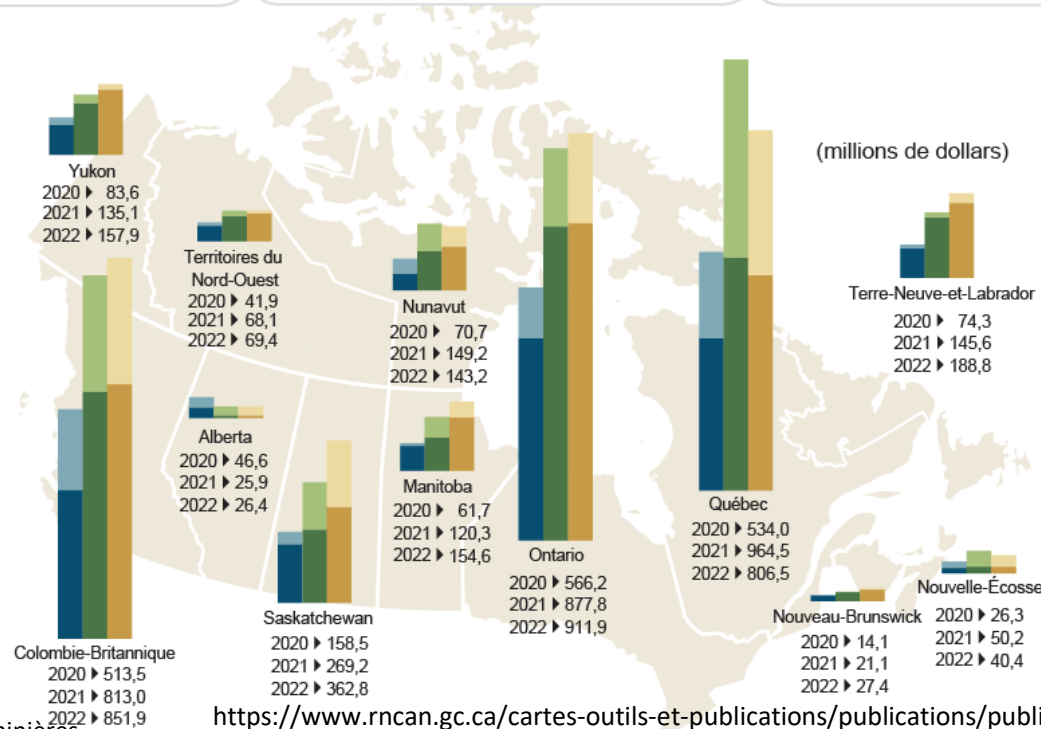 (millions de dollars)
Yukon
2020 ▶ 83,6
2021 ▶ 135,1
2022 ▶ 157,9
Territoires du
Nord-Ouest
2020 ▶ 41,9
2021 ▶ 68,1
2022 ▶ 69,4
Nunavut
2020 ▶ 70,7
2021 ▶ 149,2
2022 ▶ 143,2
Terre-Neuve-et-Labrador
2020 ▶ 74,3
2021 ▶ 145,6
2022 ▶ 188,8
Alberta
2020 ▶ 46,6
2021 ▶ 25,9
2022 ▶ 26,4
Manitoba
2020 ▶ 61,7
2021 ▶ 120,3
2022 ▶ 154,6
Québec
2020 ▶ 534,0
2021 ▶ 964,5
2022 ▶ 806,5
Ontario
2020 ▶ 566,2
2021 ▶ 877,8
2022 ▶ 911,9
Nouvelle-Écosse
2020 ▶ 26,3
2021 ▶ 50,2
2022 ▶ 40,4
Nouveau-Brunswick
2020 ▶ 14,1
2021 ▶ 21,1
2022 ▶ 27,4
Saskatchewan
2020 ▶ 158,5
2021 ▶ 269,2
2022 ▶ 362,8
Colombie-Britannique
2020 ▶ 513,5
2021 ▶ 813,0
2022 ▶ 851,9
https://www.rncan.gc.ca/cartes-outils-et-publications/publications/publi